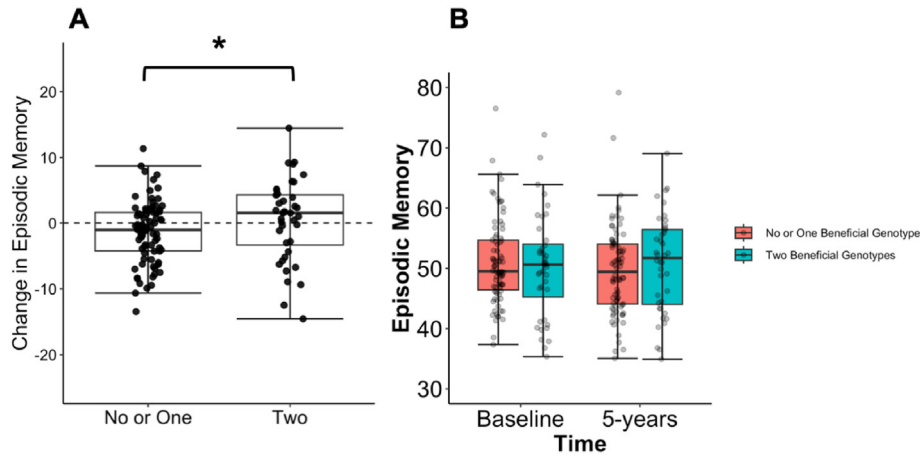 A
*
Change in Episodic Memory
20
10
0
-10
-20
No or One
Two
B
Episodic Memory
80
70
60
50
40
30
Baseline
5-years
Time
No or One Beneficial Genotype
Two Beneficial Genotypes